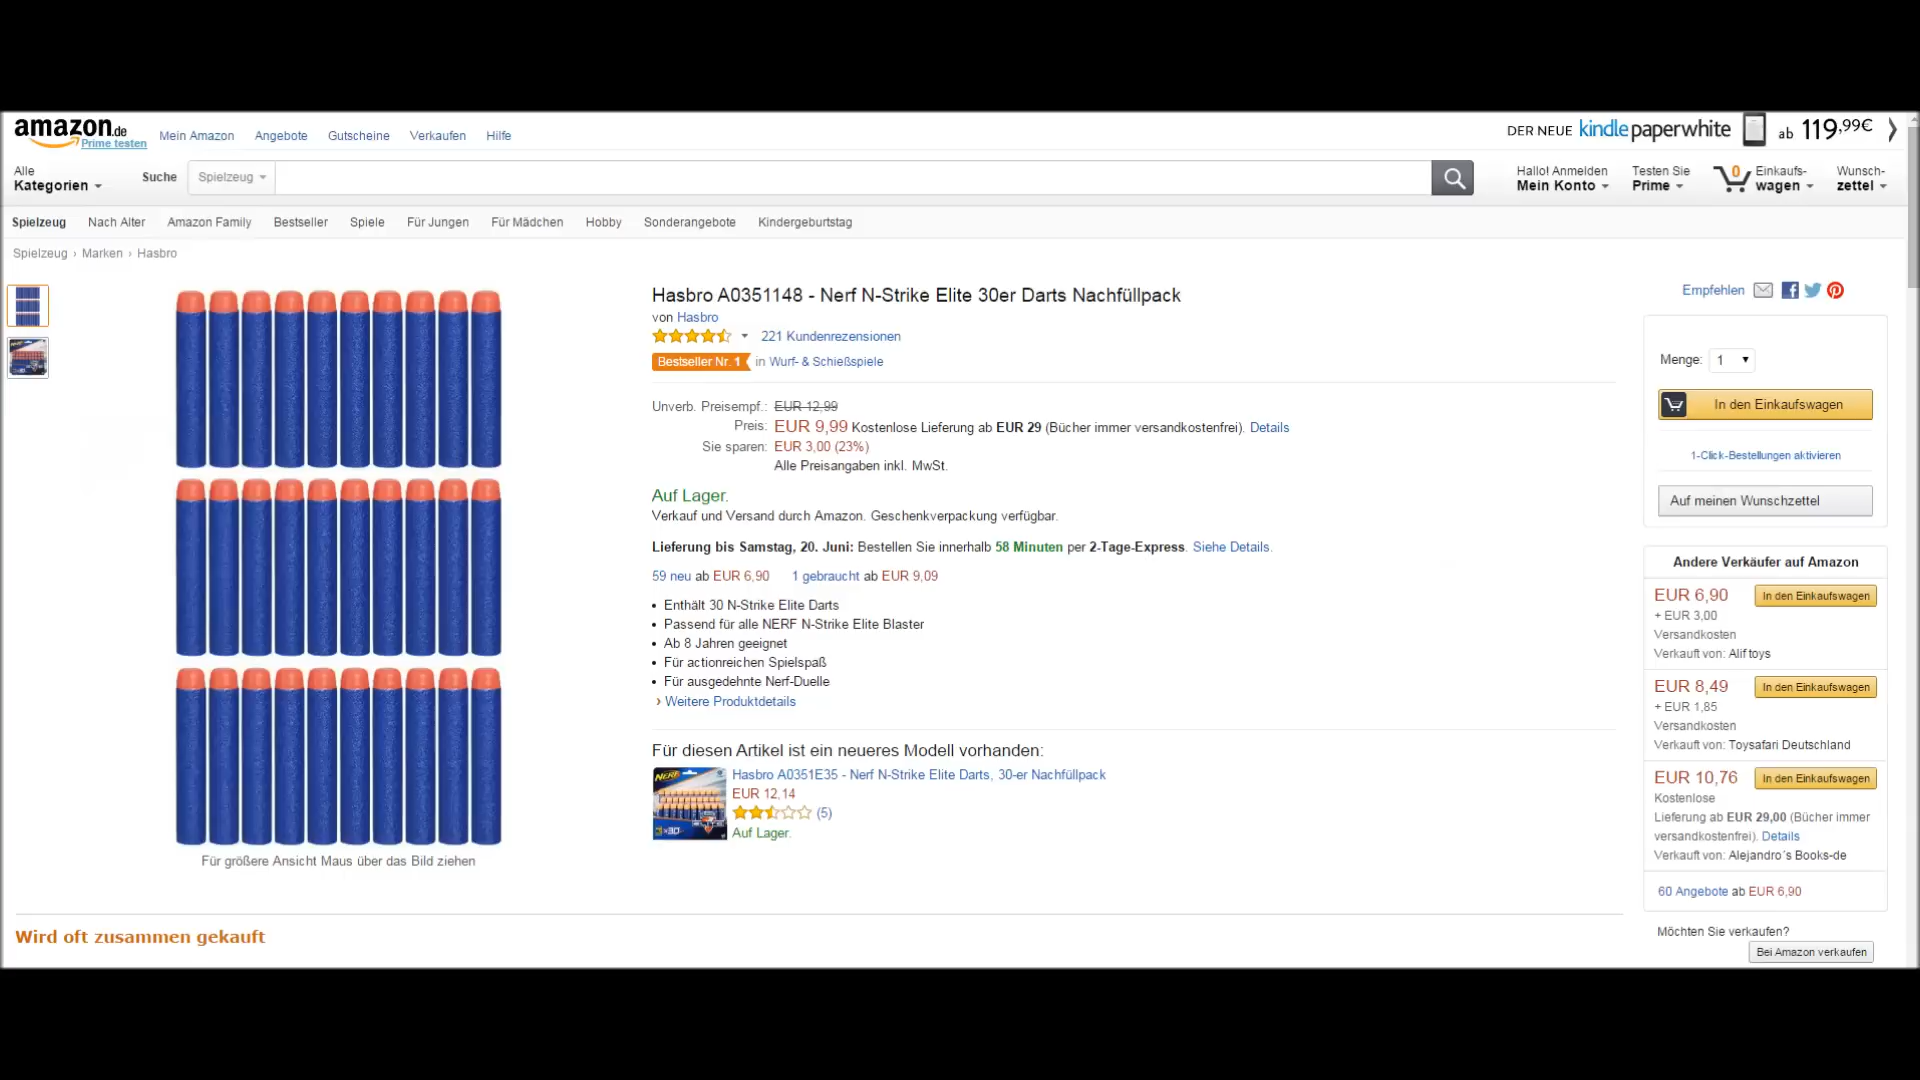 amazon.de
Prime testen
Mein Amazon Angebote Gutscheine Verkaufen Hilfe
DER NEUE kindle paperwhite ab 119,99€
Alle
Kategorien
Suche Spielzeug
Hallo! Anmelden
Mein Konto
Testen Sie
Prime
0
Einkaufs-
wagen
Wunsch-
zettel
Spielzeug Nach Alter Amazon Family Bestseller Spiele Für Jungen Für Mädchen Hobby Sonderangebote Kindergeburtstag
Spielzeug › Marken › Hasbro
Für größere Ansicht Maus über das Bild ziehen
Hasbro A0351148 - Nerf N-Strike Elite 30er Darts Nachfüllpack
von Hasbro
221 Kundenrezensionen
Bestseller Nr. 1 in Wurf- & Schießspiele
Unverb. Preisempf.: EUR 12,99
Preis: EUR 9,99 Kostenlose Lieferung ab EUR 29 (Bücher immer versandkostenfrei). Details
Sie sparen: EUR 3,00 (23%)
Alle Preisangaben inkl. MwSt.
Auf Lager.
Verkauf und Versand durch Amazon. Geschenkverpackung verfügbar.
Lieferung bis Samstag, 20. Juni: Bestellen Sie innerhalb 58 Minuten per 2-Tage-Express. Siehe Details.
59 neu ab EUR 6,90 1 gebraucht ab EUR 9,09
• Enthält 30 N-Strike Elite Darts
• Passend für alle NERF N-Strike Elite Blaster
• Ab 8 Jahren geeignet
• Für actionreichen Spielspaß
• Für ausgedehnte Nerf-Duelle
› Weitere Produktdetails
Für diesen Artikel ist ein neueres Modell vorhanden:
NERF
Hasbro A0351E35 - Nerf N-Strike Elite Darts, 30-er Nachfüllpack
EUR 12,14
(5)
Auf Lager.
Empfehlen
Menge: 1
In den Einkaufswagen
1-Click-Bestellungen aktivieren
Auf meinen Wunschzettel
Andere Verkäufer auf Amazon
EUR 6,90 In den Einkaufswagen
+ EUR 3,00
Versandkosten
Verkauft von: Alif toys
EUR 8,49 In den Einkaufswagen
+ EUR 1,85
Versandkosten
Verkauft von: Toysafari Deutschland
EUR 10,76 In den Einkaufswagen
Kostenlose
Lieferung ab EUR 29,00 (Bücher immer
versandkostenfrei). Details
Verkauft von: Alejandro´s Books-de
60 Angebote ab EUR 6,90
Möchten Sie verkaufen?
Bei Amazon verkaufen
Wird oft zusammen gekauft